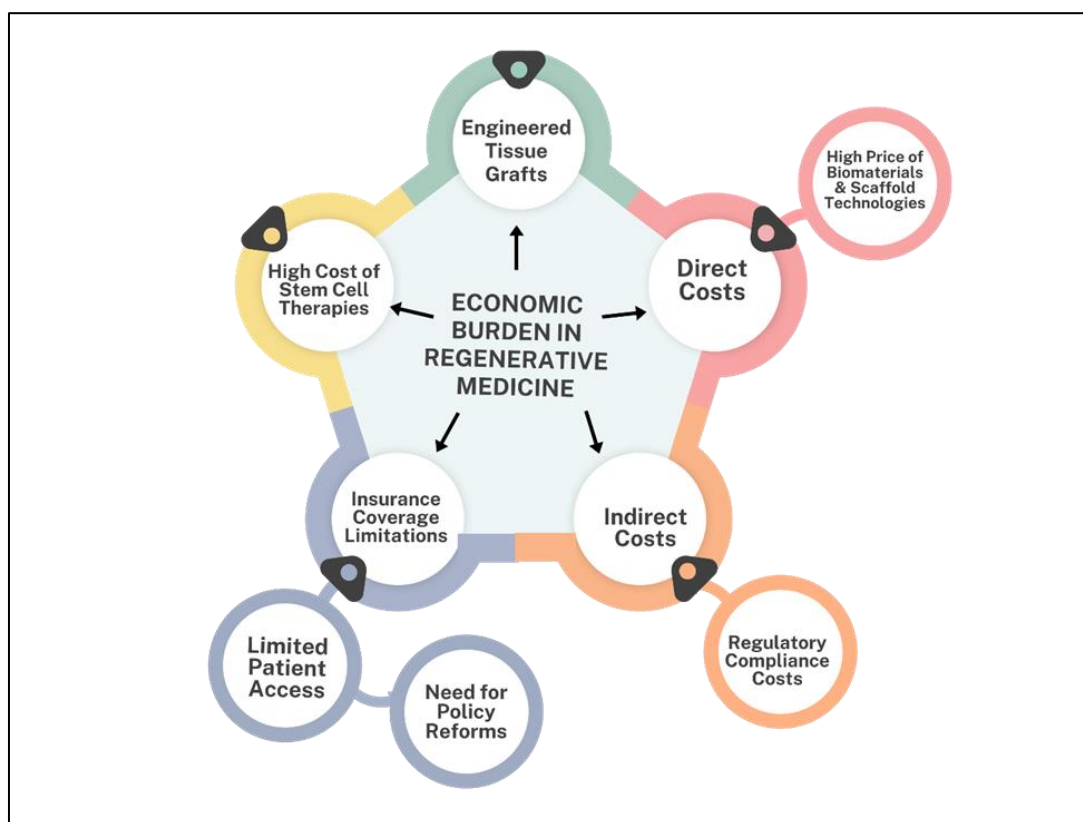 Engineered
Tissue
Grafts
High Price of
Biomaterials
& Scaffold
Technologies
High Cost of
Stem Cell
Therapies
ECONOMIC
BURDEN IN
REGENERATIVE
MEDICINE
Direct
Costs
Insurance
Coverage
Limitations
Indirect
Costs
Limited
Patient
Access
Need for
Policy
Reforms
Regulatory
Compliance
Costs